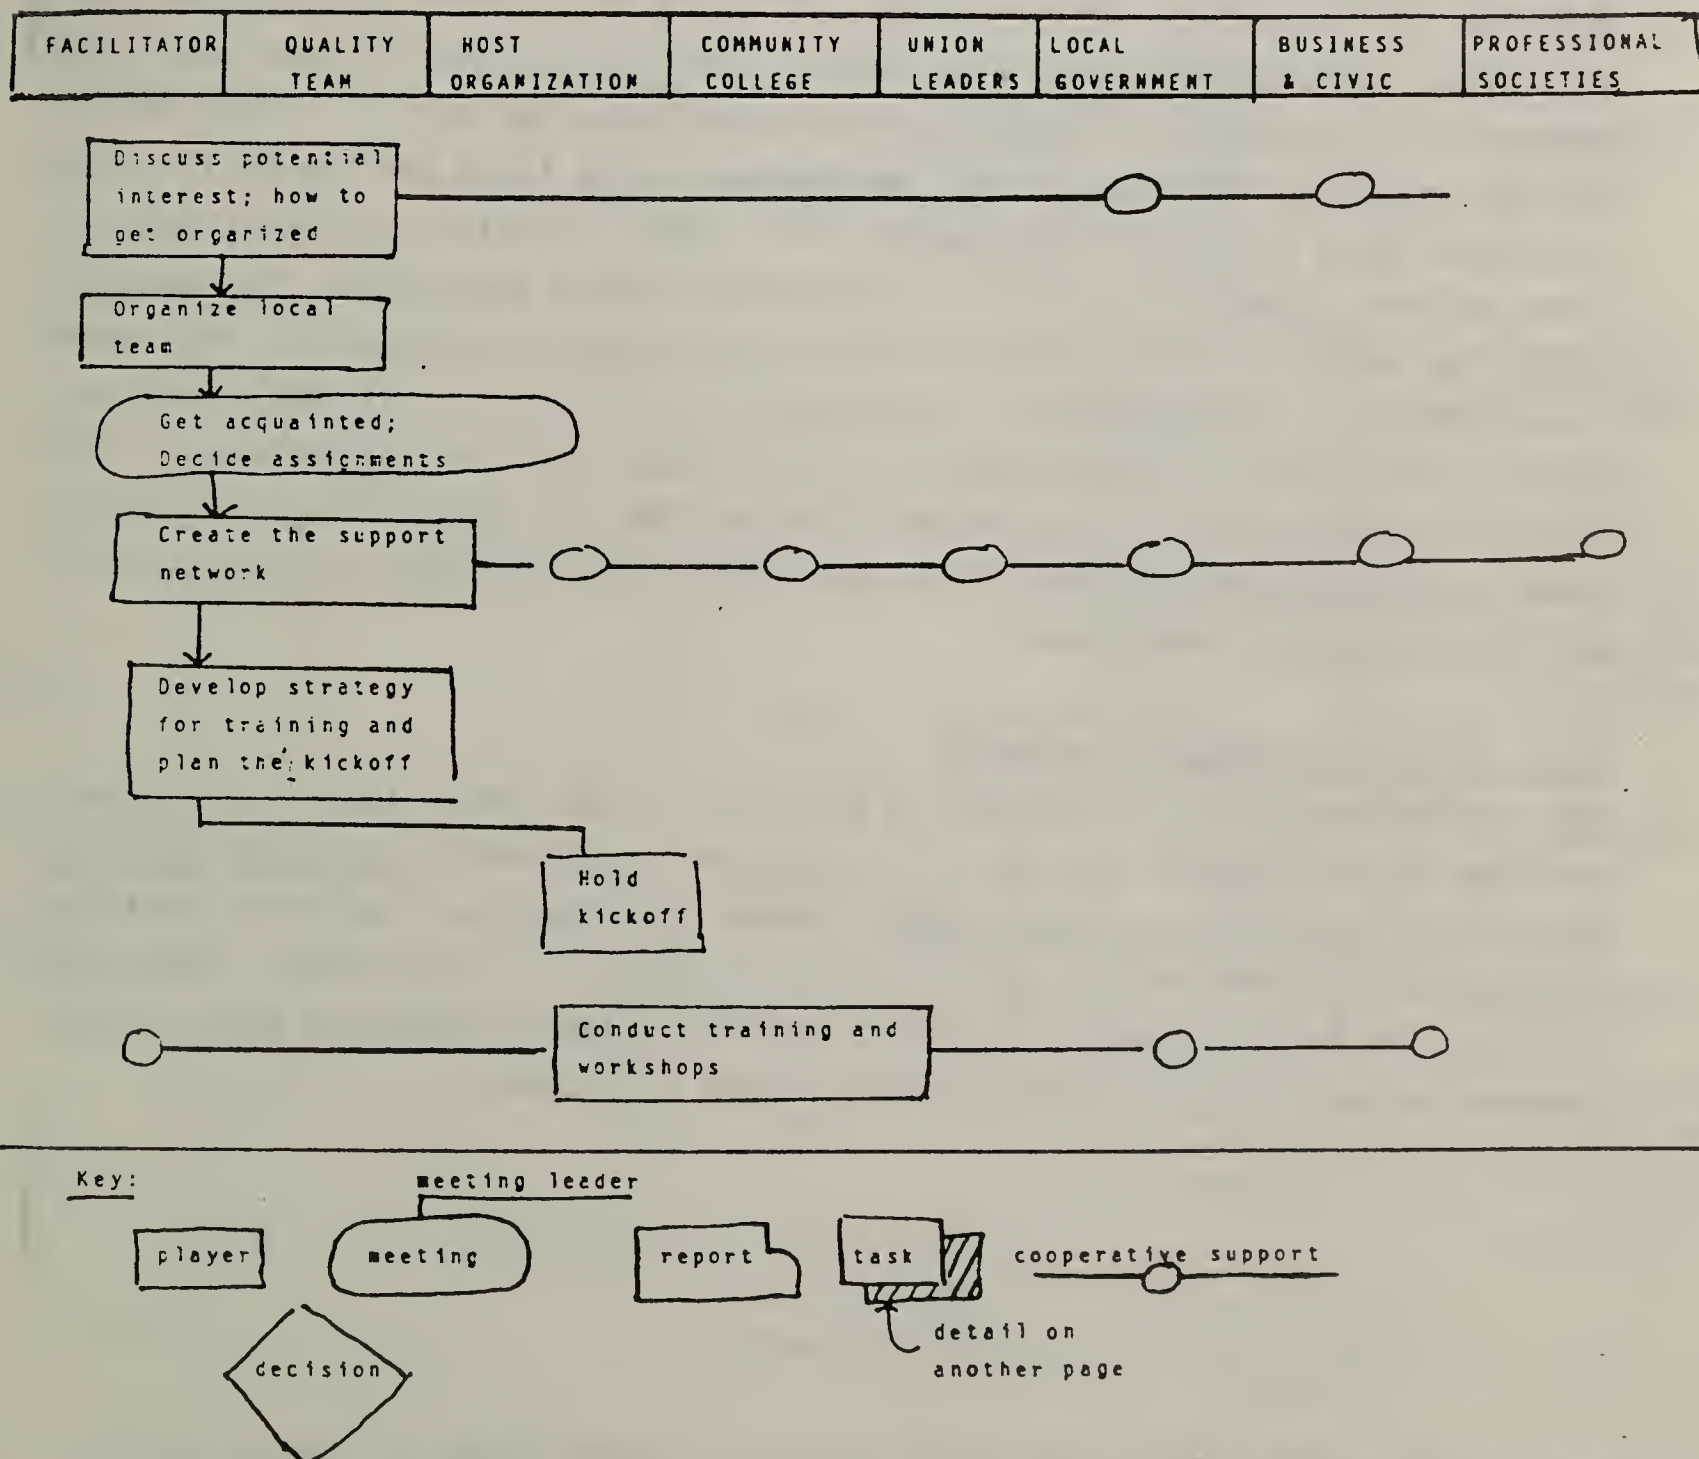 FACILITATOR
QUALITY
TEAM
HOST
ORGANIZATION
COMMUNITY
COLLEGE
UNION
LEADERS
LOCAL
GOVERNMENT
BUSINESS
& CIVIC
PROFESSIONAL
SOCIETIES
Discuss potential
interest; how to
get organized
Organize local
team
Get acquainted;
Decide assignments
Create the support
network
Develop strategy
for training and
plan the kickoff
Hold
kickoff
Conduct training and
workshops
Key:
meeting leader
player
meeting
report
task
cooperative support
detail on
another page
decision